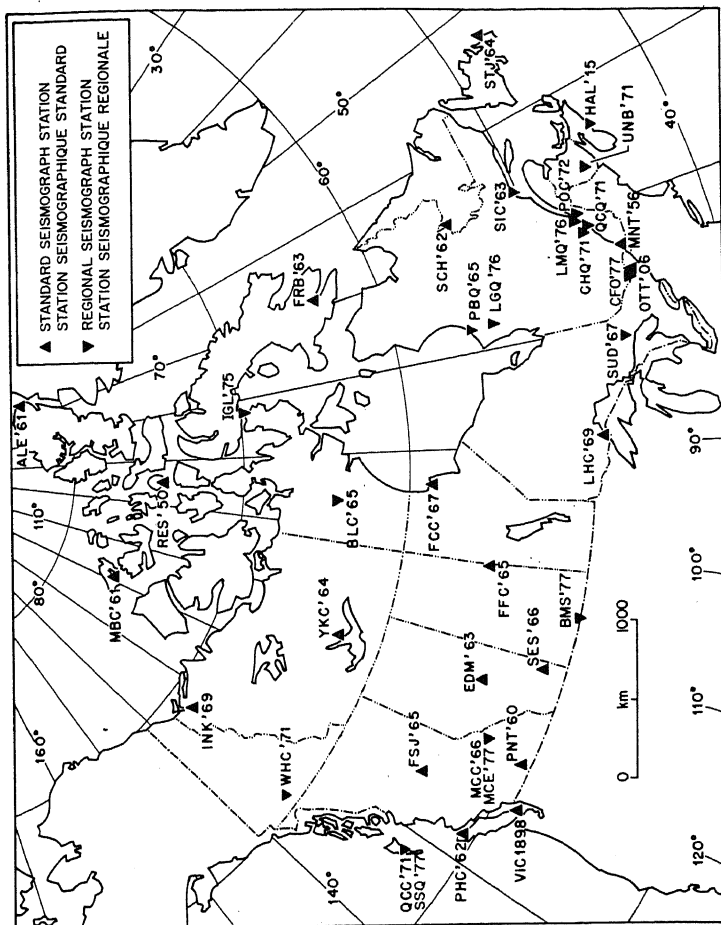 ▲ STANDARD SEISMOGRAPH STATION
STATION SEISMOGRAPHIQUE STANDARD
▼ REGIONAL SEISMOGRAPH STATION
STATION SEISMOGRAPHIQUE REGIONALE
30°
50°
60°
70°
80°
110°
160°
140°
120°
110°
100°
90°
40°
ALE'61
MBC'61
RES'50
IGL'75
FRB'63
INK'69
WHC'71
YKC'64
BLC'65
FCC'67
SCH'62
PBQ'65
LGQ'76
SIC'63
STJ'64
HAL'15
UNB'71
POC'72
LMQ'76
QCQ'71
CHQ'71
MNT'56
CFO'77
OTT'06
SUD'67
LHC'69
FFC'65
BMS'77
SES'66
EDM'63
FSJ'65
MCC'66
MCE'77
PNT'60
QCC'71
SSQ'77
PHC'62
VIC1898
0 km 1000